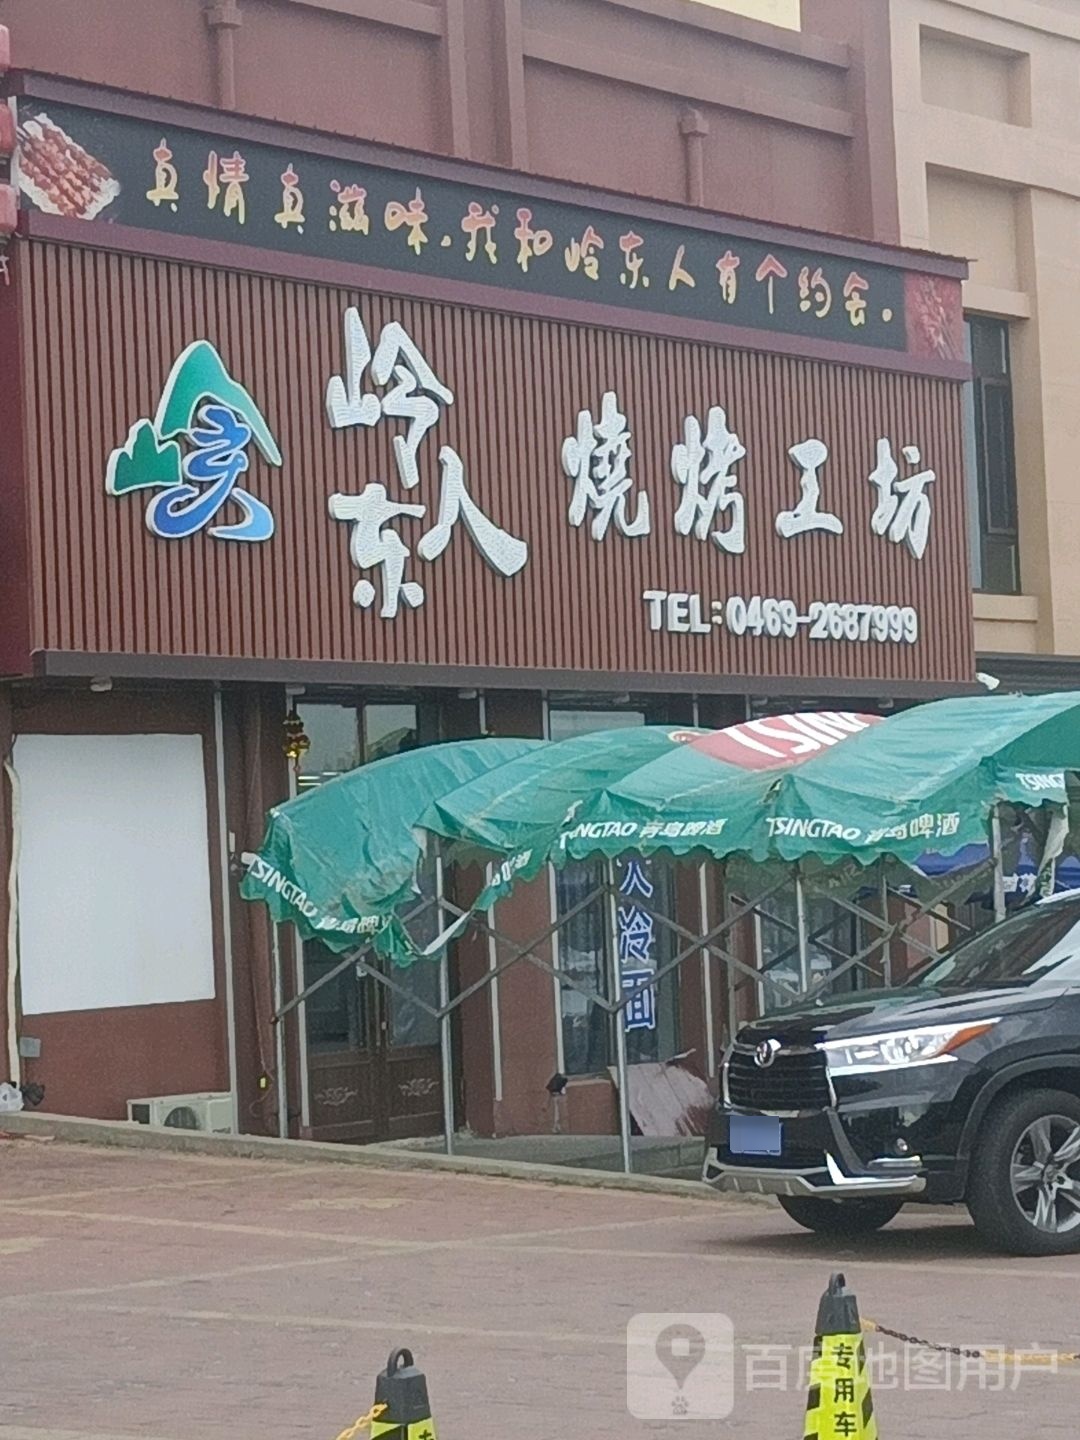 真情真滋味,我和岭东人有个约会。
岭东人
燒烤工坊
TEL:0469-2687999
TSING
TSINGTAO 青岛啤酒
TSINGTAO 青岛啤酒
TSINGTAO 青岛啤酒
TSINGT
冷面
专用车
百度地图用户